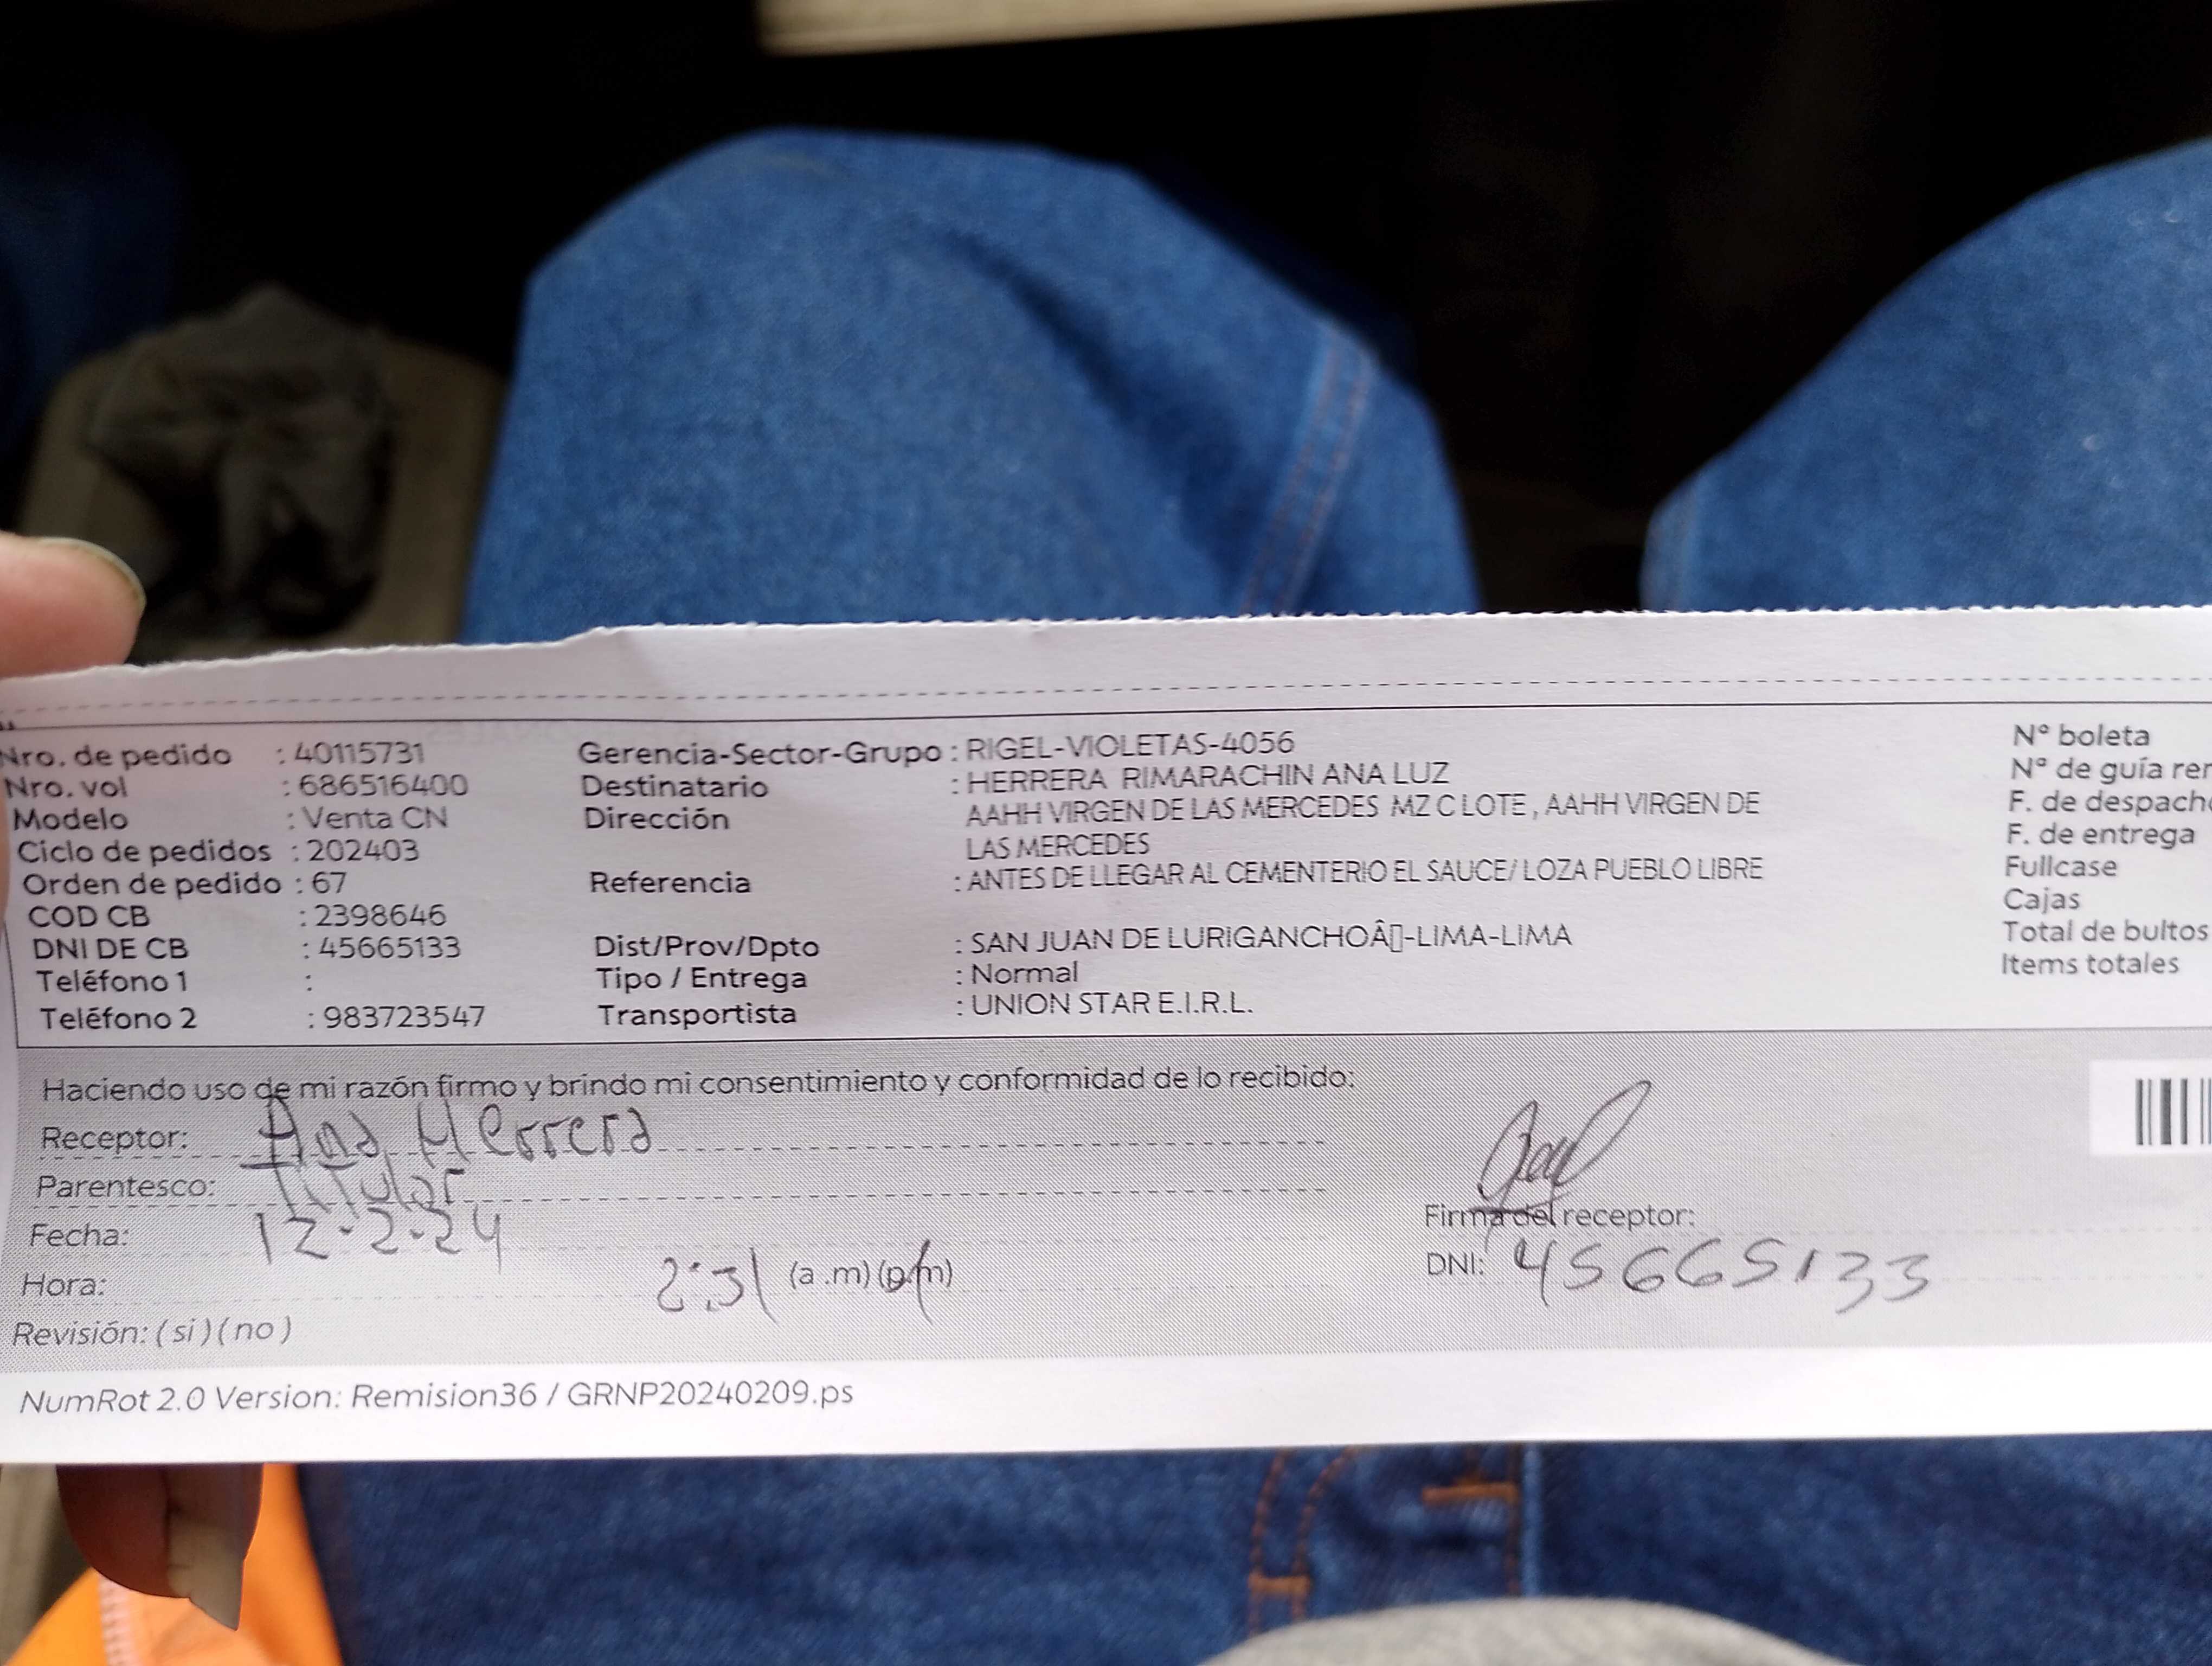 Nro. de pedido : 40115731 Gerencia-Sector-Grupo : RIGEL-VIOLETAS-4056 N° boleta
Nro. vol : 686516400 Destinatario : HERRERA RIMARACHIN ANA LUZ N° de guía rer
Modelo : Venta CN Dirección AAHH VIRGEN DE LAS MERCEDES MZ C LOTE , AAHH VIRGEN DE F. de despacho
Ciclo de pedidos : 202403 LAS MERCEDES F. de entrega
Orden de pedido : 67 Referencia : ANTES DE LLEGAR AL CEMENTERIO EL SAUCE/ LOZA PUEBLO LIBRE Fullcase
COD CB : 2398646 Cajas
DNI DE CB : 45665133 Dist/Prov/Dpto : SAN JUAN DE LURIGANCHOÂ▯-LIMA-LIMA Total de bultos
Teléfono 1 : Tipo / Entrega : Normal Items totales
Teléfono 2 : 983723547 Transportista : UNION STAR E.I.R.L.
Haciendo uso de mi razón firmo y brindo mi consentimiento y conformidad de lo recibido:
Receptor: Ana Herrera
Parentesco: Titular
Fecha: 12-2-24 Firma del receptor:
Hora: 2:31 (a .m) (p.m) DNI: 45665133
Revisión: ( si ) ( no )
NumRot 2.0 Version: Remision36 / GRNP20240209.ps